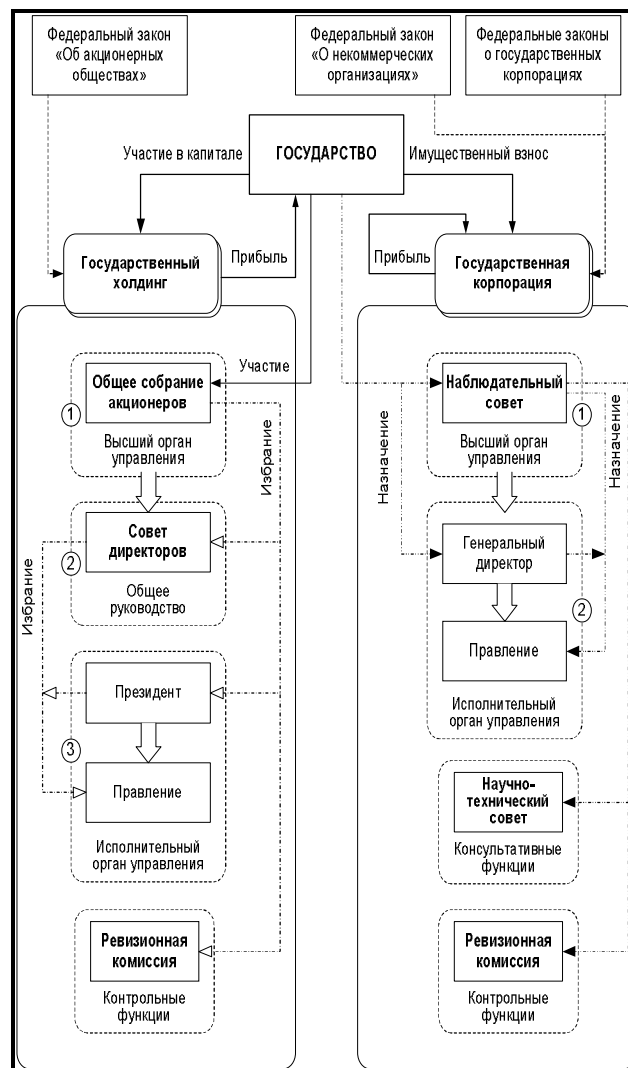 Федеральный закон
«Об акционерных
обществах»
Федеральный закон
«О некоммерческих
организациях»
Федеральные законы
о государственных
корпорациях
Участие в капитале
ГОСУДАРСТВО
Имущественный взнос
Государственный
холдинг
Прибыль
Прибыль
Государственная
корпорация
Участие
Общее собрание
акционеров
1
Высший орган
управления
Избрание
Совет
директоров
2
Общее
руководство
Избрание
Президент
3
Правление
Исполнительный
орган управления
Ревизионная
комиссия
Контрольные
функции
Наблюдательный
совет
1
Высший орган
управления
Назначение
Назначение
Генеральный
директор
2
Правление
Исполнительный
орган управления
Научно-
технический
совет
Консультативные
функции
Ревизионная
комиссия
Контрольные
функции